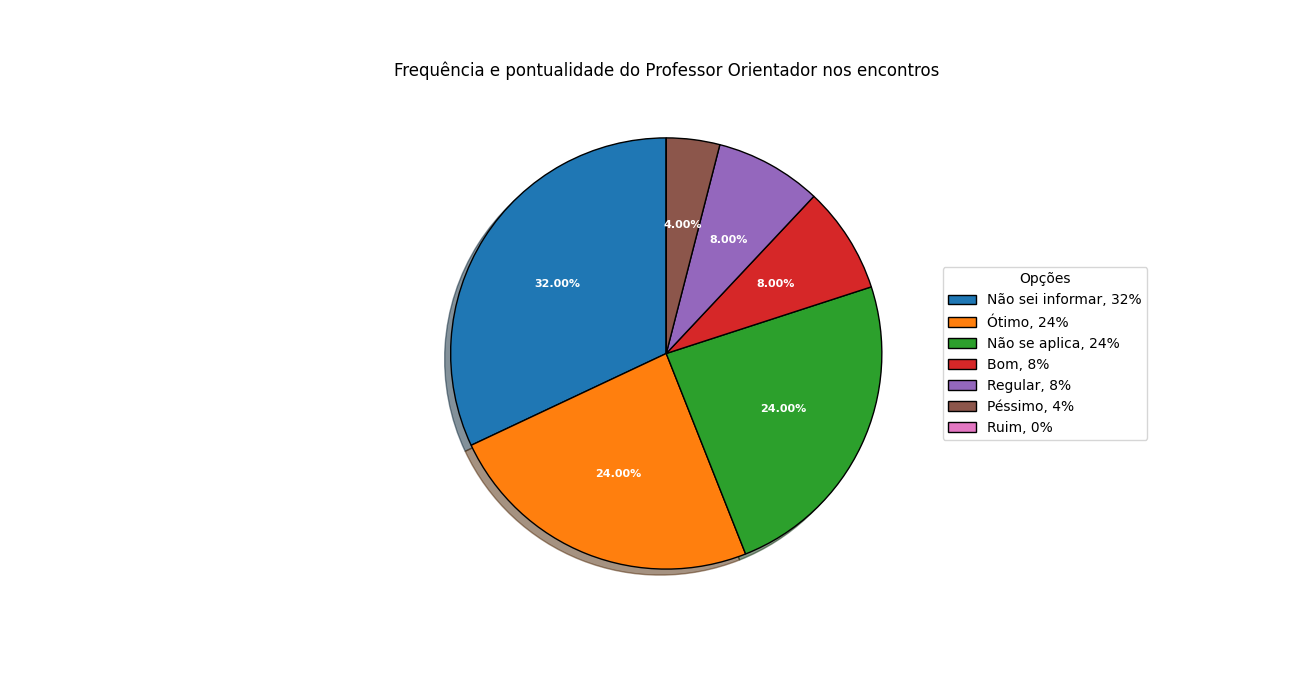 Frequência e pontualidade do Professor Orientador nos encontros
4.00%
8.00%
8.00%
32.00%
24.00%
24.00%
Opções
Não sei informar, 32%
Ótimo, 24%
Não se aplica, 24%
Bom, 8%
Regular, 8%
Péssimo, 4%
Ruim, 0%